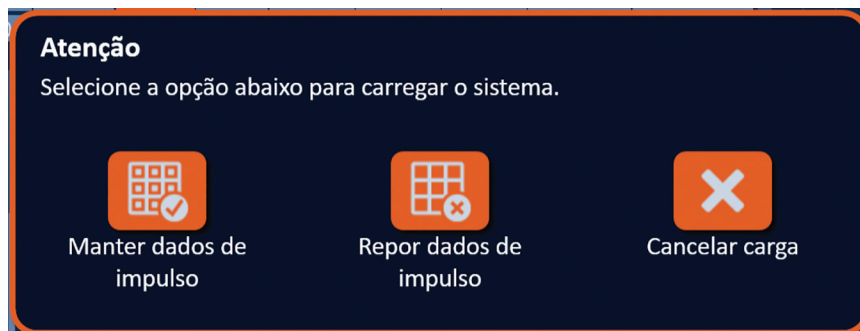 Atenção
Selecione a opção abaixo para carregar o sistema.
Manter dados de
impulso
Repor dados de
impulso
Cancelar carga